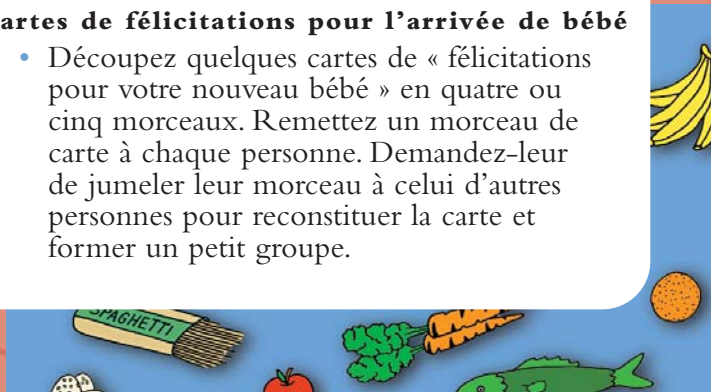 artes de félicitations pour l'arrivée de bébé
• Découpez quelques cartes de « félicitations
pour votre nouveau bébé » en quatre ou
cinq morceaux. Remettez un morceau de
carte à chaque personne. Demandez-leur
de jumeler leur morceau à celui d'autres
personnes pour reconstituer la carte et
former un petit groupe.
SPAGHETTI